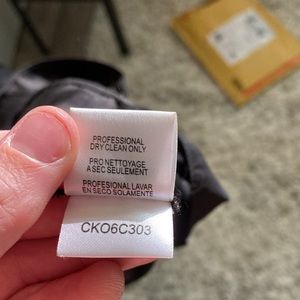 PROFESSIONAL
DRY CLEAN ONLY
PRO NETTOYAGE
A SEC SEULEMENT
PROFESIONAL LAVAR
EN SECO SOLAMENTE
CKO6C303